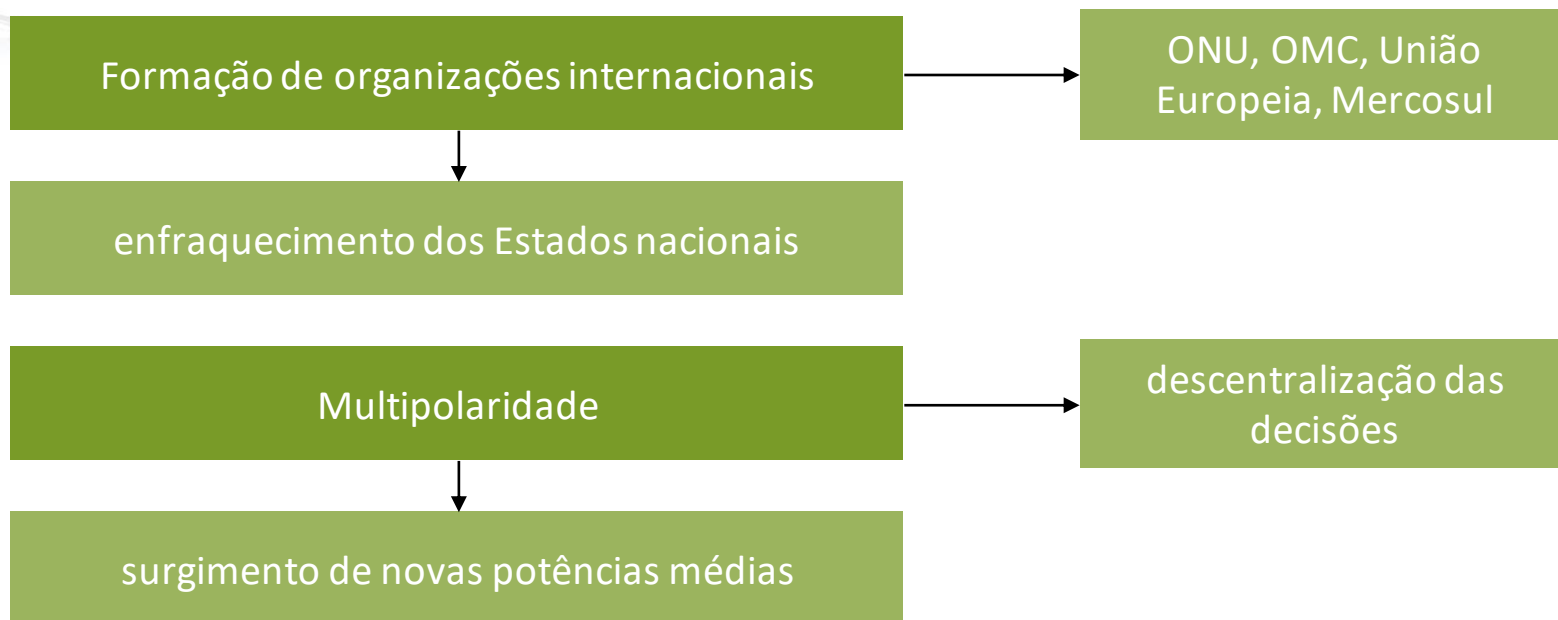 Formação de organizações internacionais
ONU, OMC, União
Europeia, Mercosul
enfraquecimento dos Estados nacionais
Multipolaridade
descentralização das
decisões
surgimento de novas potências médias